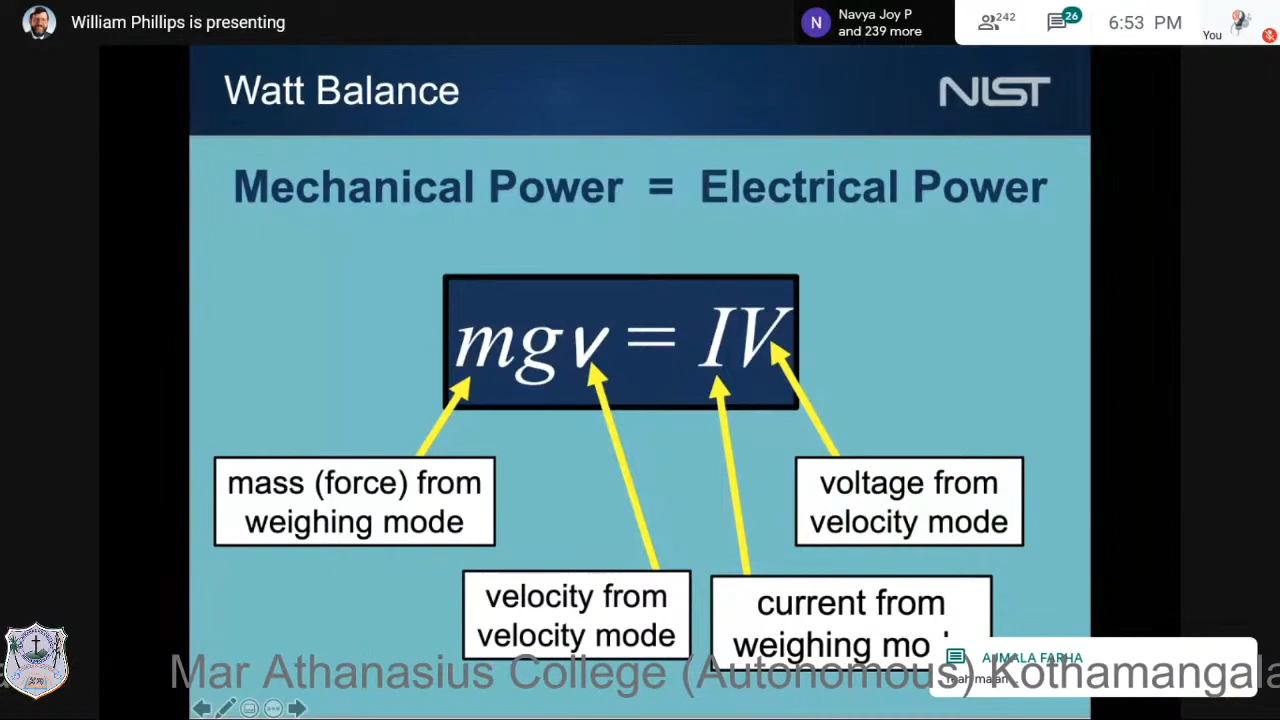 William Phillips is presenting
N
Navya Joy P
and 239 more
242
26
6:53 PM
You
Watt Balance
NIST
Mechanical Power = Electrical Power
mgv = IV
mass (force) from
weighing mode
voltage from
velocity mode
velocity from
velocity mode
current from
weighing mo
AJMALA FARHA
Mar Athanasius College (Autonomous) Kothamangala